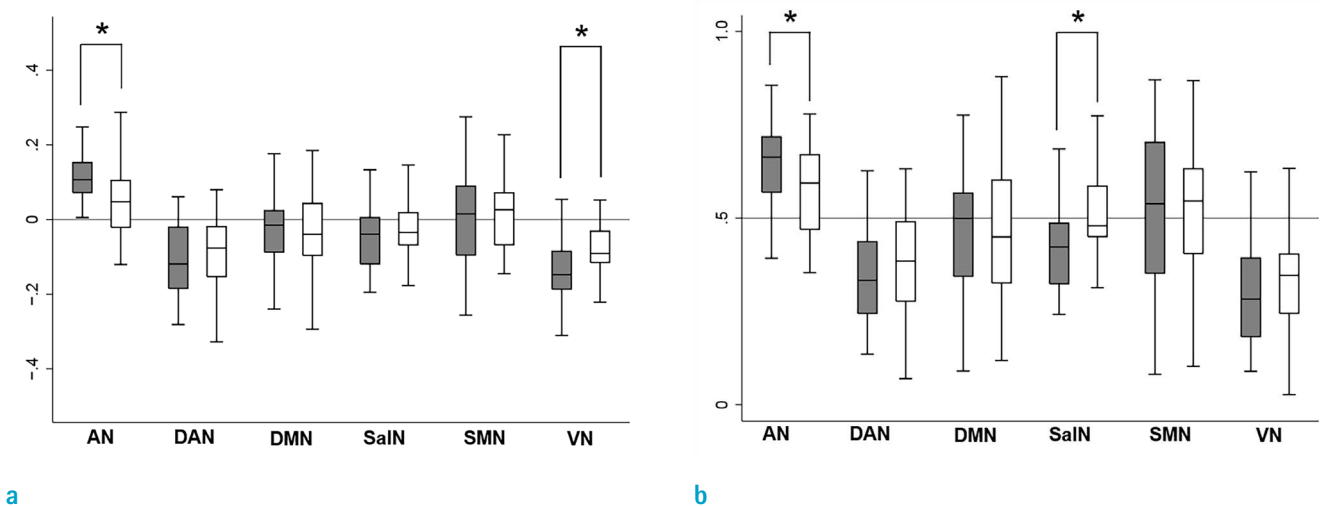 * *
.4
.2
0
-.2
-.4
AN DAN DMN SalN SMN VN
a
* *
1.0
.5
0
AN DAN DMN SalN SMN VN
b